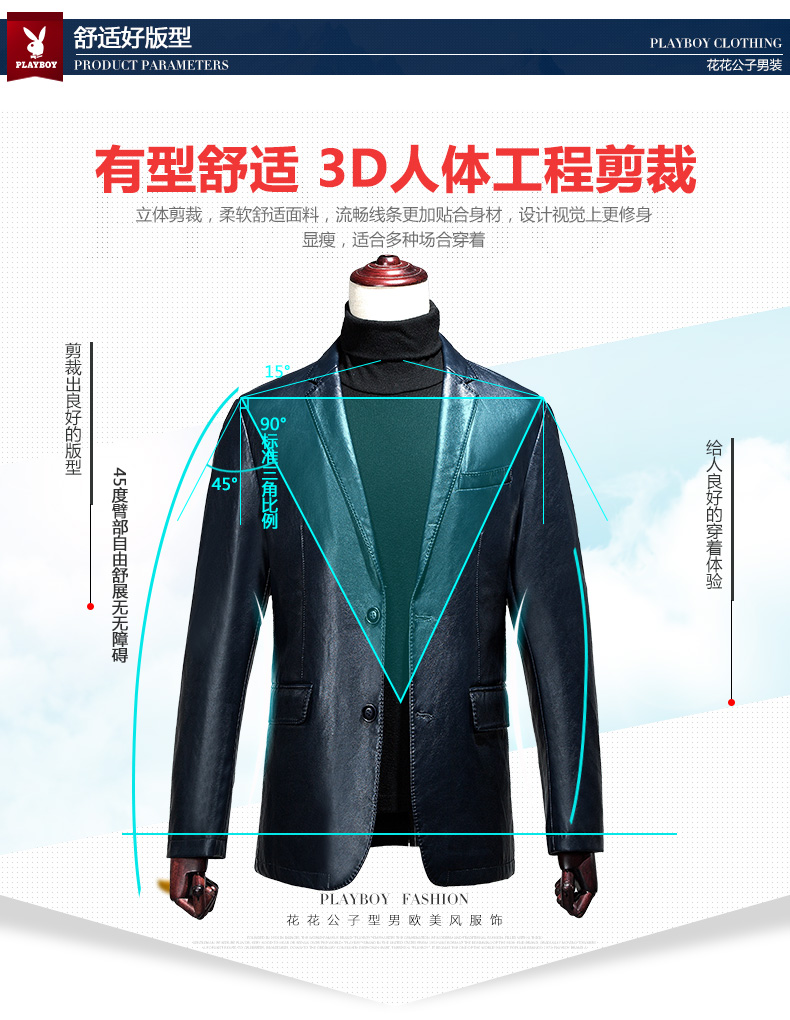 舒适好版型
PLAYBOY
PRODUCT PARAMETERS
PLAYBOY CLOTHING
花花公子男装
有型舒适 3D人体工程剪裁
立体剪裁，柔软舒适面料，流畅线条更加贴合身材，设计视觉上更修身
显瘦，适合多种场合穿着
剪裁出良好的版型
45度臂部自由舒展无无障碍
15°
90°
标准三角比例
45°
给人良好的穿着体验
PLAYBOY FASHION
花花公子型男欧美风服饰